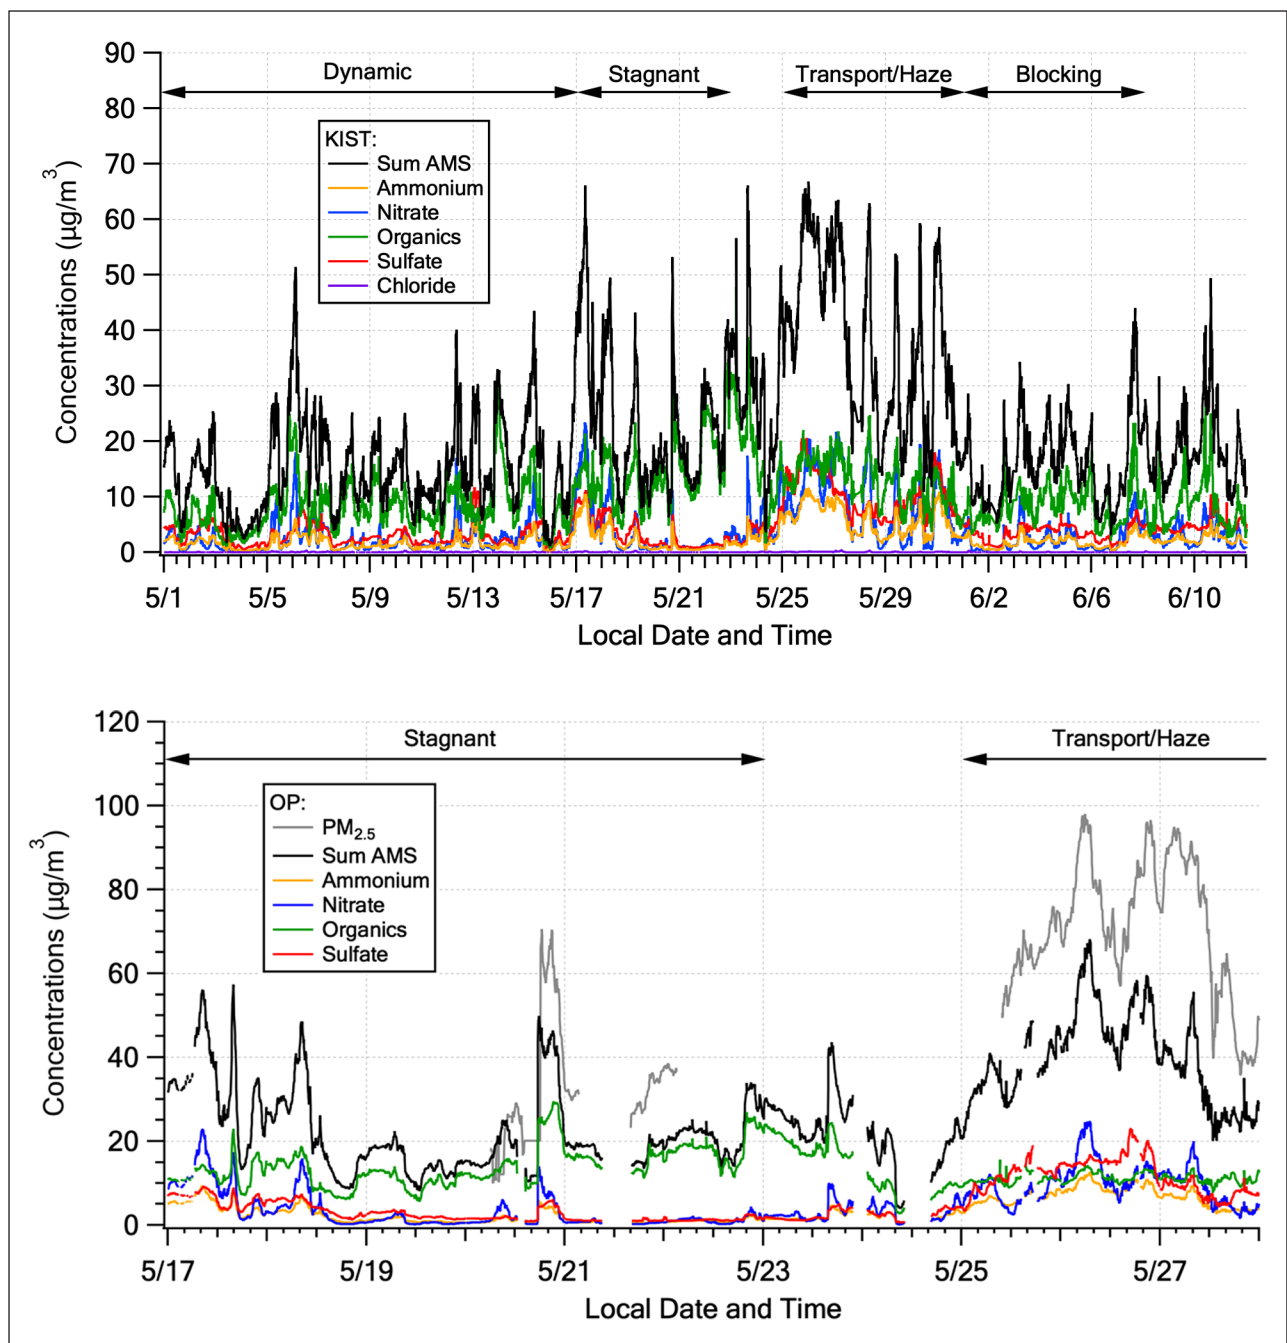 90
80
70
60
50
40
30
20
10
0
Concentrations (µg/m³)
Dynamic
Stagnant
Transport/Haze
Blocking
KIST:
Sum AMS
Ammonium
Nitrate
Organics
Sulfate
Chloride
5/1 5/5 5/9 5/13 5/17 5/21 5/25 5/29 6/2 6/6 6/10
Local Date and Time
120
100
80
60
40
20
0
Concentrations (µg/m³)
Stagnant
Transport/Haze
OP:
PM₂.₅
Sum AMS
Ammonium
Nitrate
Organics
Sulfate
5/17 5/19 5/21 5/23 5/25 5/27
Local Date and Time